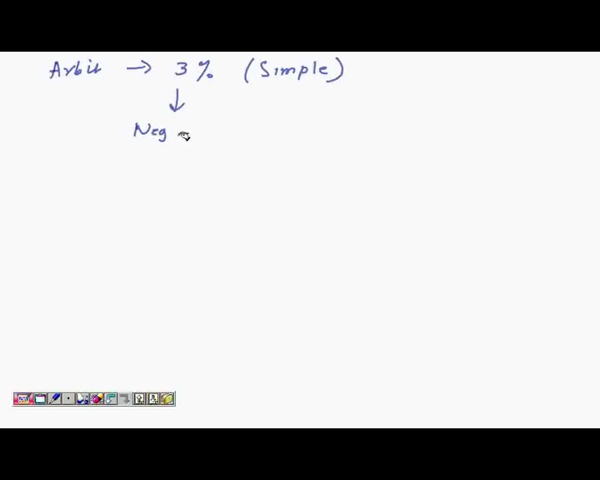 Arbit → 3% (Simple)
↓
Neg